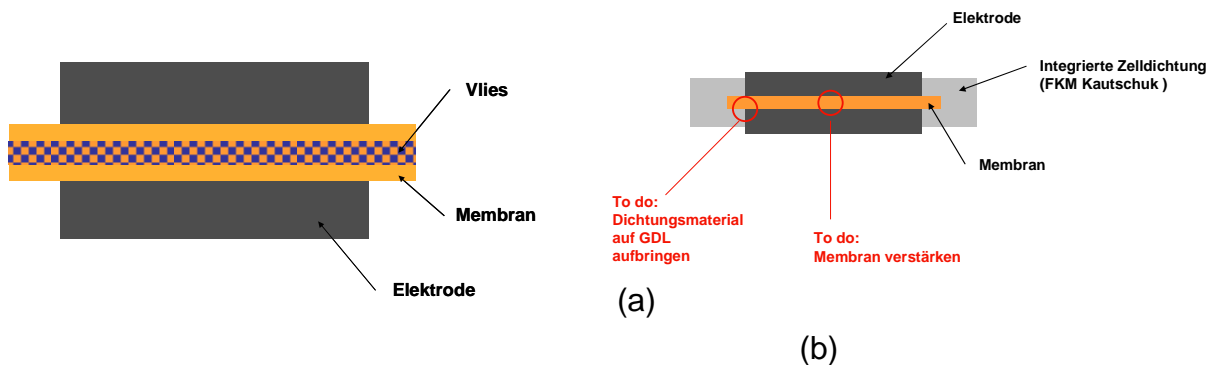 Vlies
Membran
Elektrode
(a)
Elektrode
Integrierte Zelldichtung
(FKM Kautschuk )
Membran
To do:
Dichtungsmaterial
auf GDL
aufbringen
To do:
Membran verstärken
(b)